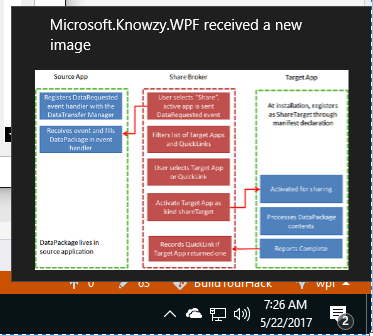 Microsoft.Knowzy.WPF received a new
image
Source App
Share Broker
Target App
Registers DataRequested
event handler with the
DataTransfer Manager
Receives event and fills
DataPackage in event
handler
DataPackage lives in
source application
User selects "Share",
active app is sent
DataRequested event
Filters list of Target Apps
and QuickLinks
User selects Target App
or QuickLink
Activate Target App as
kind shareTarget
Records QuickLink if
Target App returned one
At installation, registers
as ShareTarget through
manifest declaration
Activated for sharing
Processes DataPackage
contents
Reports Complete
0
63
BuildTourHack
wpf
7:26 AM
5/22/2017
2